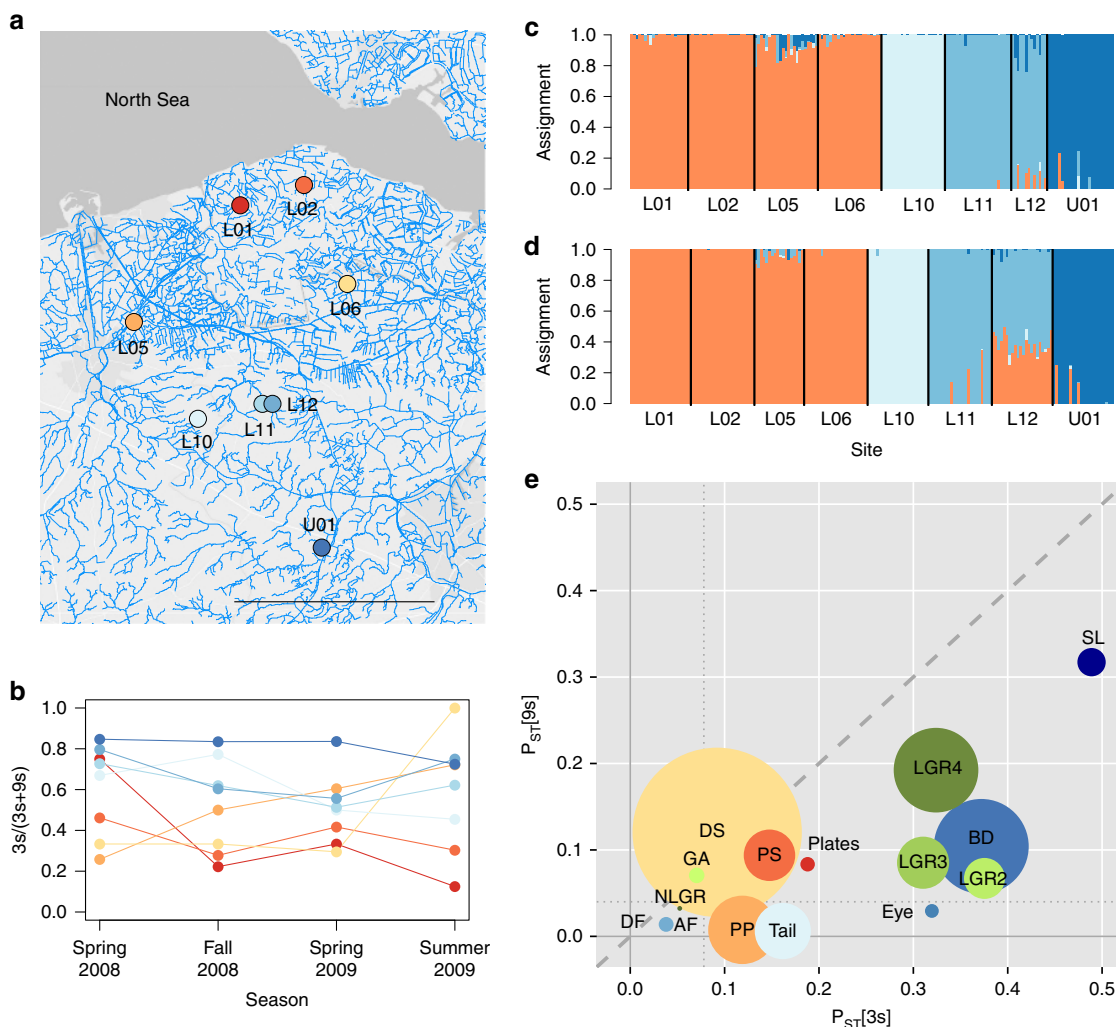 a
North Sea
L02
L01
L06
L05
L12
L11
L10
U01
b
3s/(3s+9s)
1.0
0.8
0.6
0.4
0.2
0.0
Spring
2008
Fall
2008
Spring
2009
Summer
2009
Season
c
Assignment
1.0
0.8
0.6
0.4
0.2
0.0
L01 L02 L05 L06 L10 L11 L12 U01
d
Assignment
1.0
0.8
0.6
0.4
0.2
0.0
L01 L02 L05 L06 L10 L11 L12 U01
Site
e
P_ST[9s]
0.5
0.4
0.3
0.2
0.1
0.0
SL
LGR4
DS
BD
PS
Plates
GA
LGR3
LGR2
NLGR
Eye
DF
AF
PP
Tail
0.0 0.1 0.2 0.3 0.4 0.5
P_ST[3s]